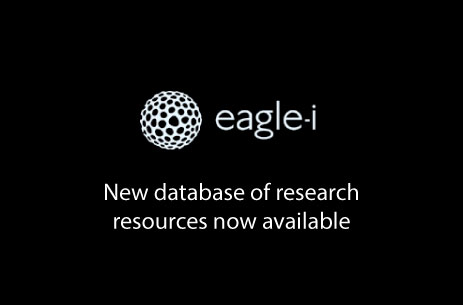 eagle-i
New database of research
resources now available